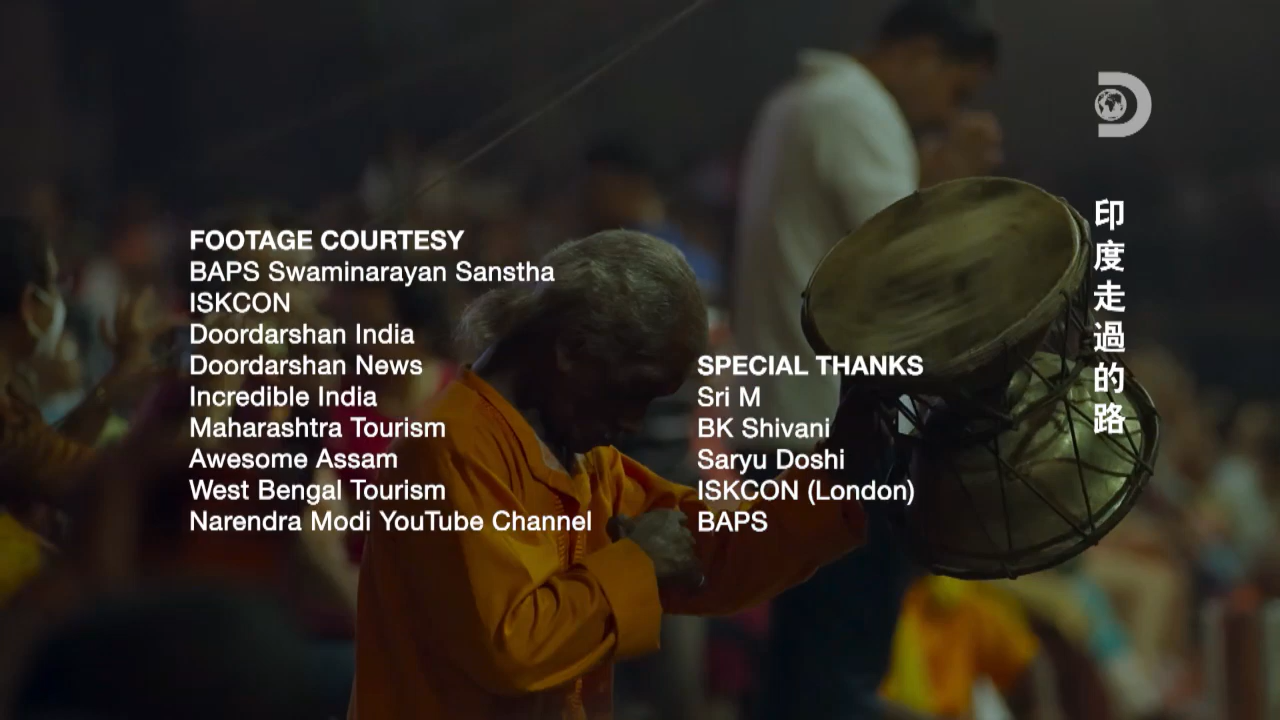 FOOTAGE COURTESY
BAPS Swaminarayan Sanstha
ISKCON
Doordarshan India
Doordarshan News
Incredible India
Maharashtra Tourism
Awesome Assam
West Bengal Tourism
Narendra Modi YouTube Channel
SPECIAL THANKS
Sri M
BK Shivani
Saryu Doshi
ISKCON (London)
BAPS
印度走過的路